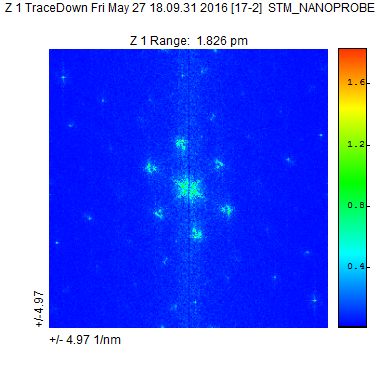 Z 1 TraceDown Fri May 27 18.09.31 2016 [17-2] STM_NANOPROBE
Z 1 Range: 1.826 pm
1.6
1.2
0.8
0.4
+/-4.97
+/- 4.97 1/nm